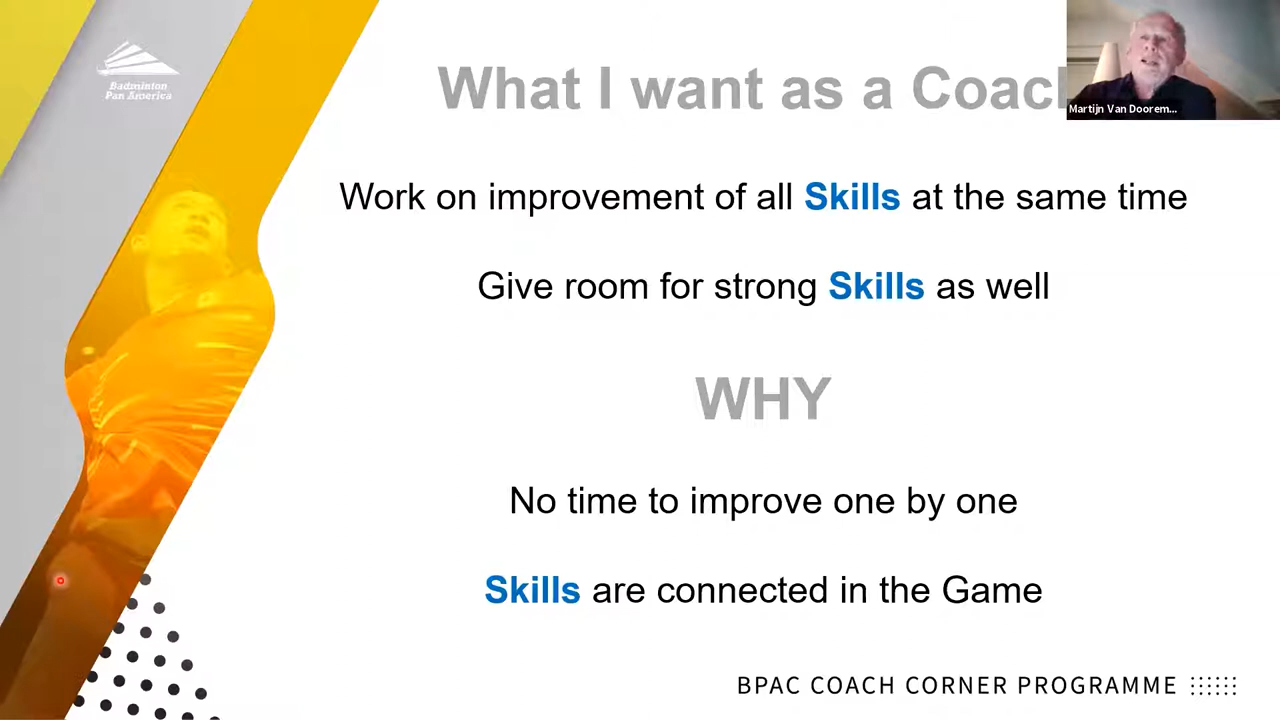 Badminton
Pan America
What I want as a Coach
Martijn Van Doorem...
Work on improvement of all Skills at the same time
Give room for strong Skills as well
WHY
No time to improve one by one
Skills are connected in the Game
BPAC COACH CORNER PROGRAMME